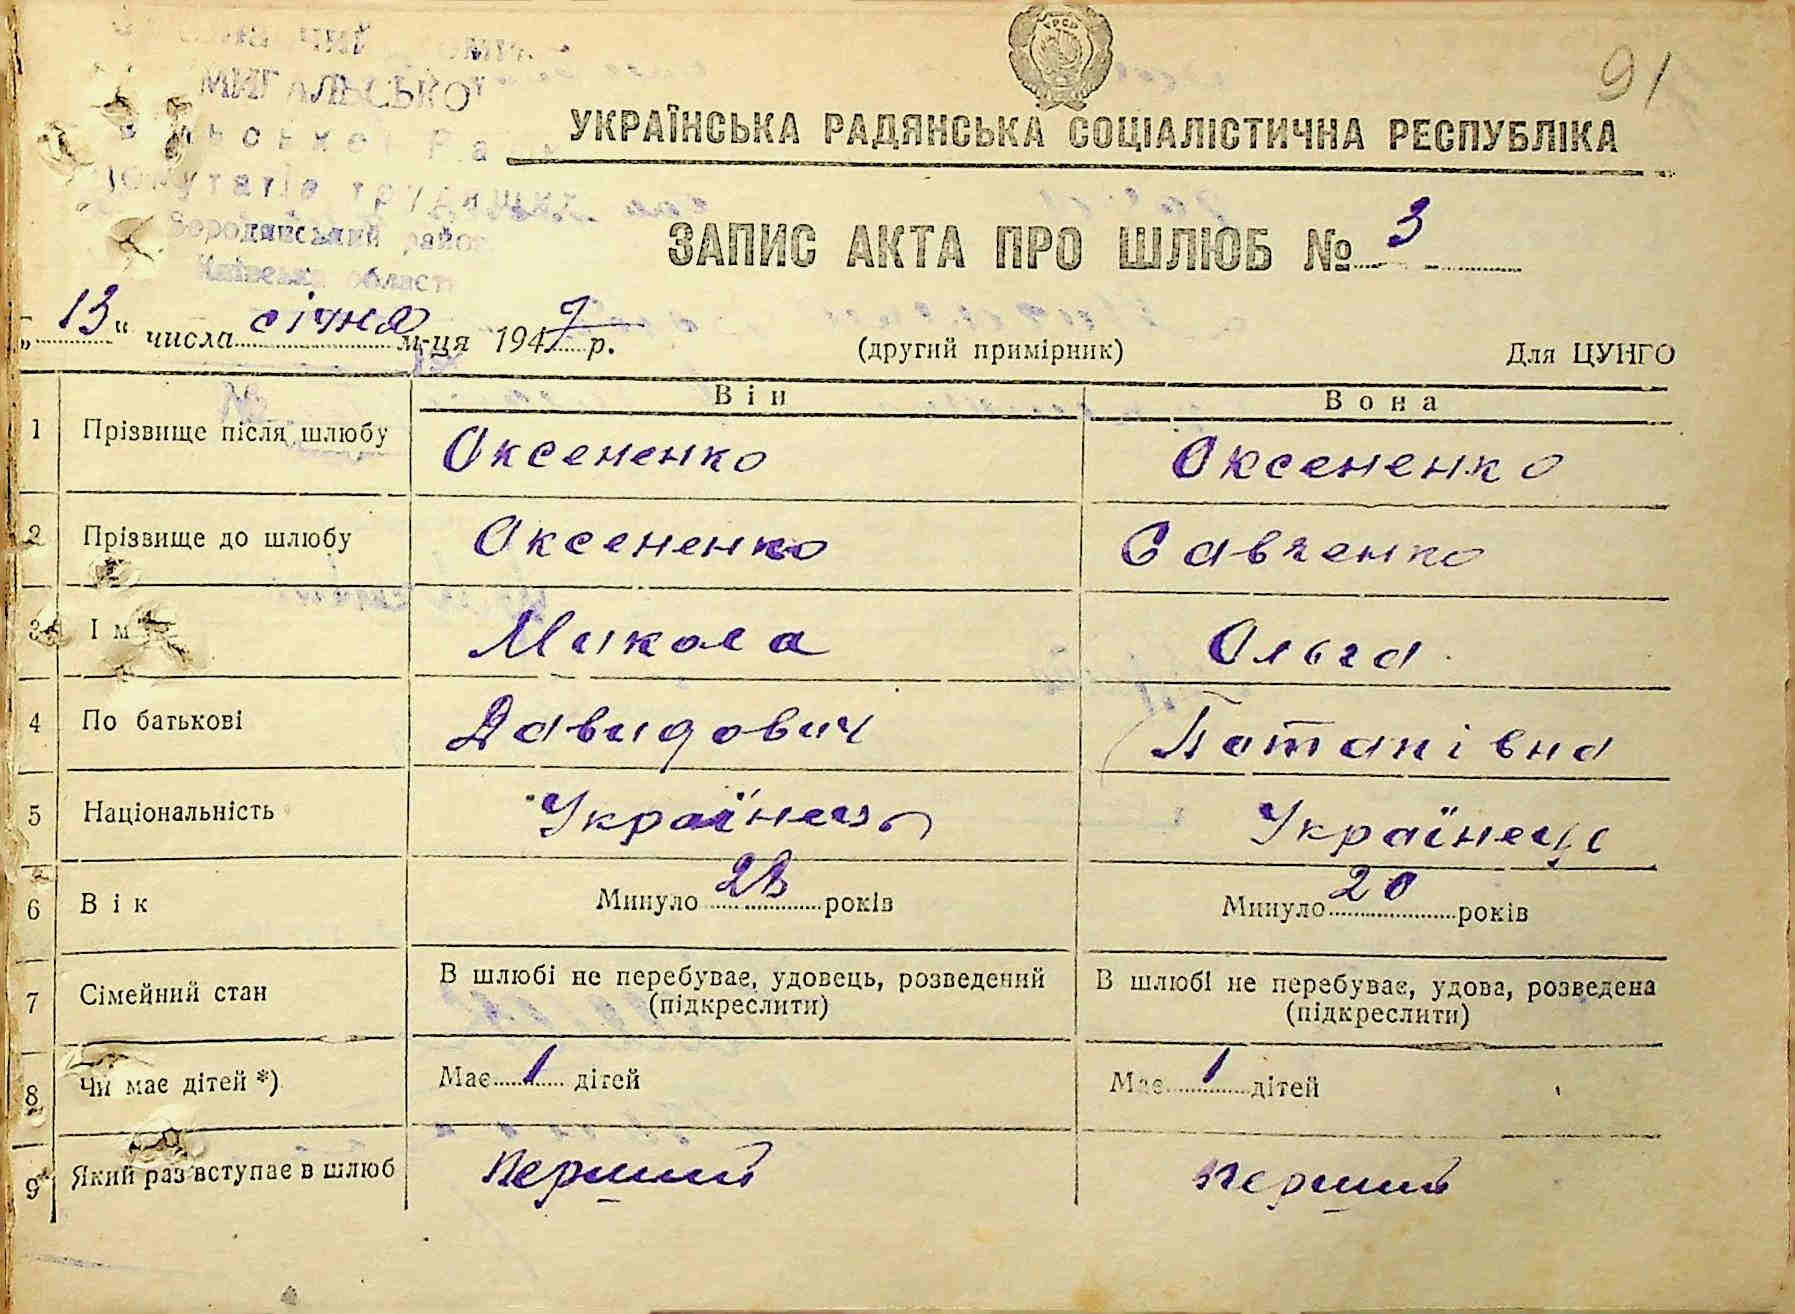 91
УРСР
МИГАЛЬСЬКОЇ
Бородянський район
Київська області
УКРАЇНСЬКА РАДЯНСЬКА СОЦІАЛІСТИЧНА РЕСПУБЛІКА
ЗАПИС АКТА ПРО ШЛЮБ № 3
„13“ числа січня м-ця 1947 р. (другий примірник) Для ЦУНГО
Він Вона
1 Прізвище після шлюбу Оксененко Оксененко
2 Прізвище до шлюбу Оксененко Савченко
3 Ім Микола Ольга
4 По батькові Давидович Потапівна
5 Національність Українець Українец
6 Вік Минуло років Минуло 20 років
7 Сімейний стан В шлюбі не перебуває, удовець, розведений В шлюбі не перебуває, удова, розведена
(підкреслити) (підкреслити)
8 Чи має дітей *) Має 1 дітей Має 1 дітей
9 Який раз вступає в шлюб перший перший